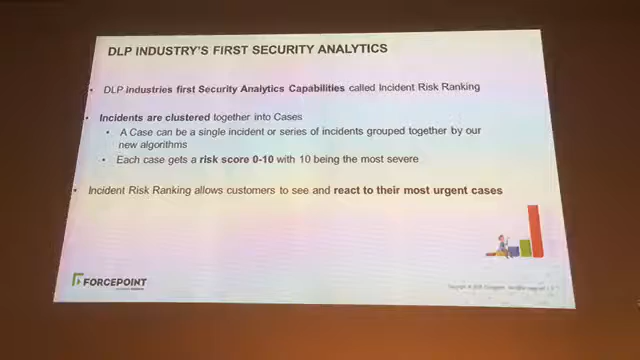 DLP INDUSTRY'S FIRST SECURITY ANALYTICS
• DLP industries first Security Analytics Capabilities called Incident Risk Ranking
• Incidents are clustered together into Cases
• A Case can be a single incident or series of incidents grouped together by our
new algorithms
• Each case gets a risk score 0-10 with 10 being the most severe
• Incident Risk Ranking allows customers to see and react to their most urgent cases
FORCEPOINT
Copyright ©